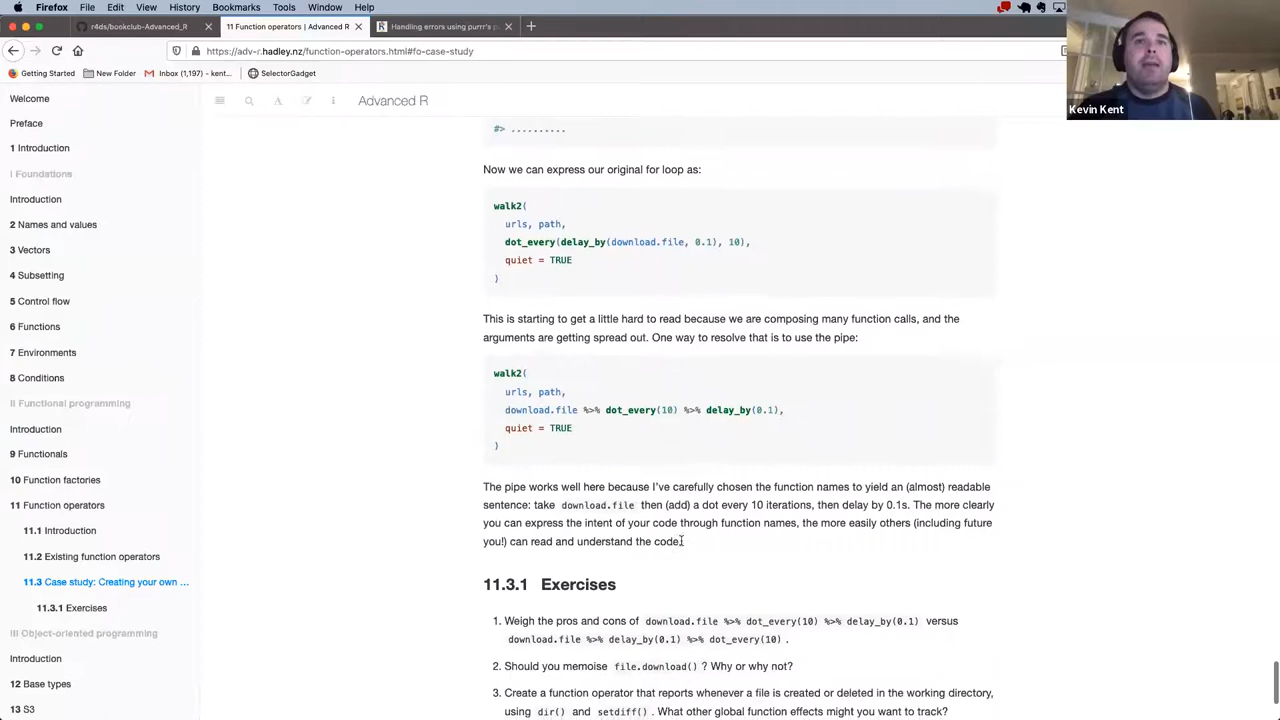 Firefox File Edit View History Bookmarks Tools Window Help
r4ds/bookclub-Advanced_R
11 Function operators | Advanced R
Handling errors using purrr's p
https://adv-r.hadley.nz/function-operators.html#fo-case-study
Getting Started New Folder Inbox (1,197) - kent... SelectorGadget
Kevin Kent
Advanced R
Welcome
Preface
1 Introduction
I Foundations
Introduction
2 Names and values
3 Vectors
4 Subsetting
5 Control flow
6 Functions
7 Environments
8 Conditions
II Functional programming
Introduction
9 Functionals
10 Function factories
11 Function operators
11.1 Introduction
11.2 Existing function operators
11.3 Case study: Creating your own ...
11.3.1 Exercises
III Object-oriented programming
Introduction
12 Base types
13 S3
#> ..........
Now we can express our original for loop as:
walk2(
urls, path,
dot_every(delay_by(download.file, 0.1), 10),
quiet = TRUE
)
This is starting to get a little hard to read because we are composing many function calls, and the
arguments are getting spread out. One way to resolve that is to use the pipe:
walk2(
urls, path,
download.file %>% dot_every(10) %>% delay_by(0.1),
quiet = TRUE
)
The pipe works well here because I've carefully chosen the function names to yield an (almost) readable
sentence: take download.file then (add) a dot every 10 iterations, then delay by 0.1s. The more clearly
you can express the intent of your code through function names, the more easily others (including future
you!) can read and understand the code.
11.3.1 Exercises
1. Weigh the pros and cons of download.file %>% dot_every(10) %>% delay_by(0.1) versus
download.file %>% delay_by(0.1) %>% dot_every(10).
2. Should you memoise file.download()? Why or why not?
3. Create a function operator that reports whenever a file is created or deleted in the working directory,
using dir() and setdiff(). What other global function effects might you want to track?